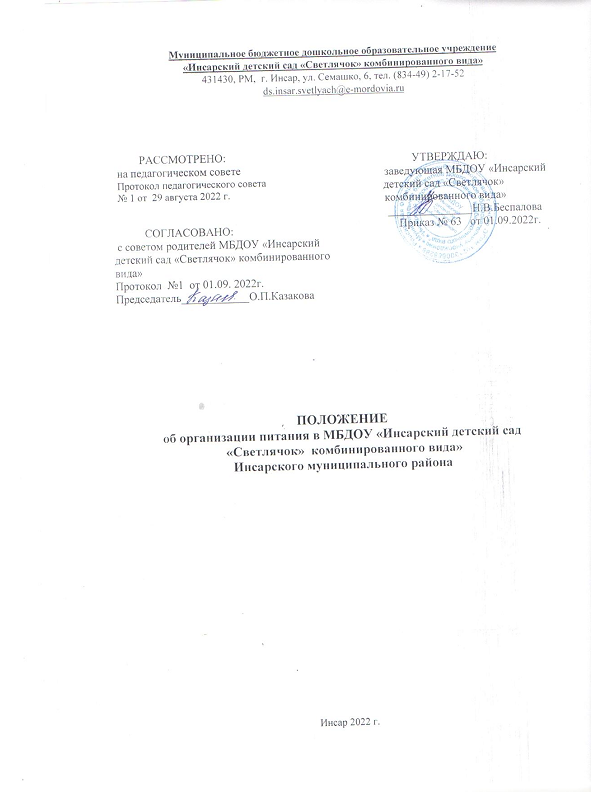 Муниципальное бюджетное дошкольное образовательное учреждение
«Инсарский детский сад «Светлячок» комбинированного вида»
431430, РМ, г. Инсар, ул. Семашко, 6, тел. (834-49) 2-17-52
ds.insar.svetlyach@e-mordovia.ru
РАССМОТРЕНО:
на педагогическом совете
Протокол педагогического совета
№ 1 от 29 августа 2022 г.
УТВЕРЖДАЮ:
заведующая МБДОУ «Инсарский
детский сад «Светлячок»
комбинированного вида»
Н.В.Беспалова
Приказ № 63 от 01.09.2022г.
СОГЛАСОВАНО:
с советом родителей МБДОУ «Инсарский
детский сад «Светлячок» комбинированного
вида»
Протокол №1 от 01.09. 2022г.
Председатель О.П.Казакова
ПОЛОЖЕНИЕ
об организации питания в МБДОУ «Инсарский детский сад
«Светлячок» комбинированного вида»
Инсарского муниципального района
Инсар 2022 г.